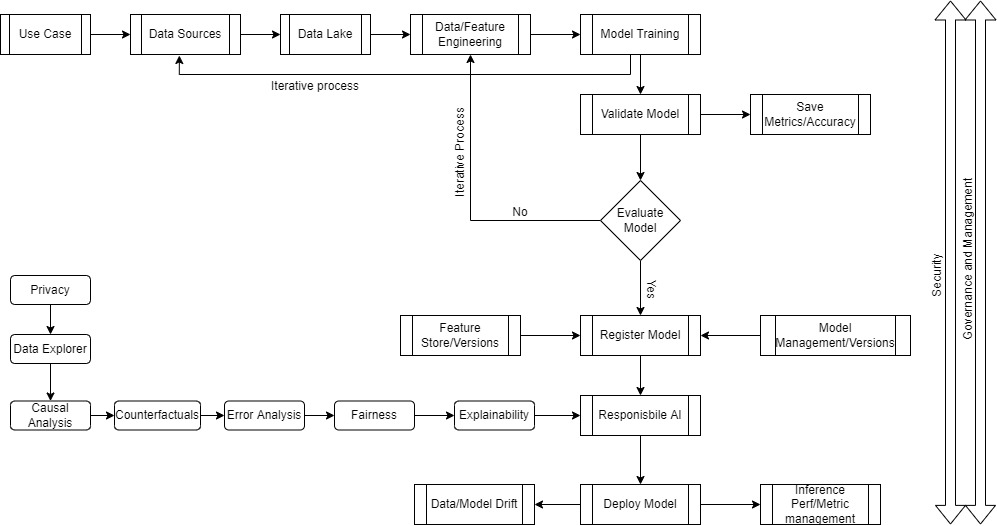 Use Case
Data Sources
Data Lake
Data/Feature
Engineering
Model Training
Iterative process
Validate Model
Save
Metrics/Accuracy
Iterative Process
No
Evaluate
Model
Yes
Security
Governance and Management
Privacy
Data Explorer
Feature
Store/Versions
Register Model
Model
Management/Versions
Causal
Analysis
Counterfactuals
Error Analysis
Fairness
Explainability
Responisbile AI
Data/Model Drift
Deploy Model
Inference
Perf/Metric
management